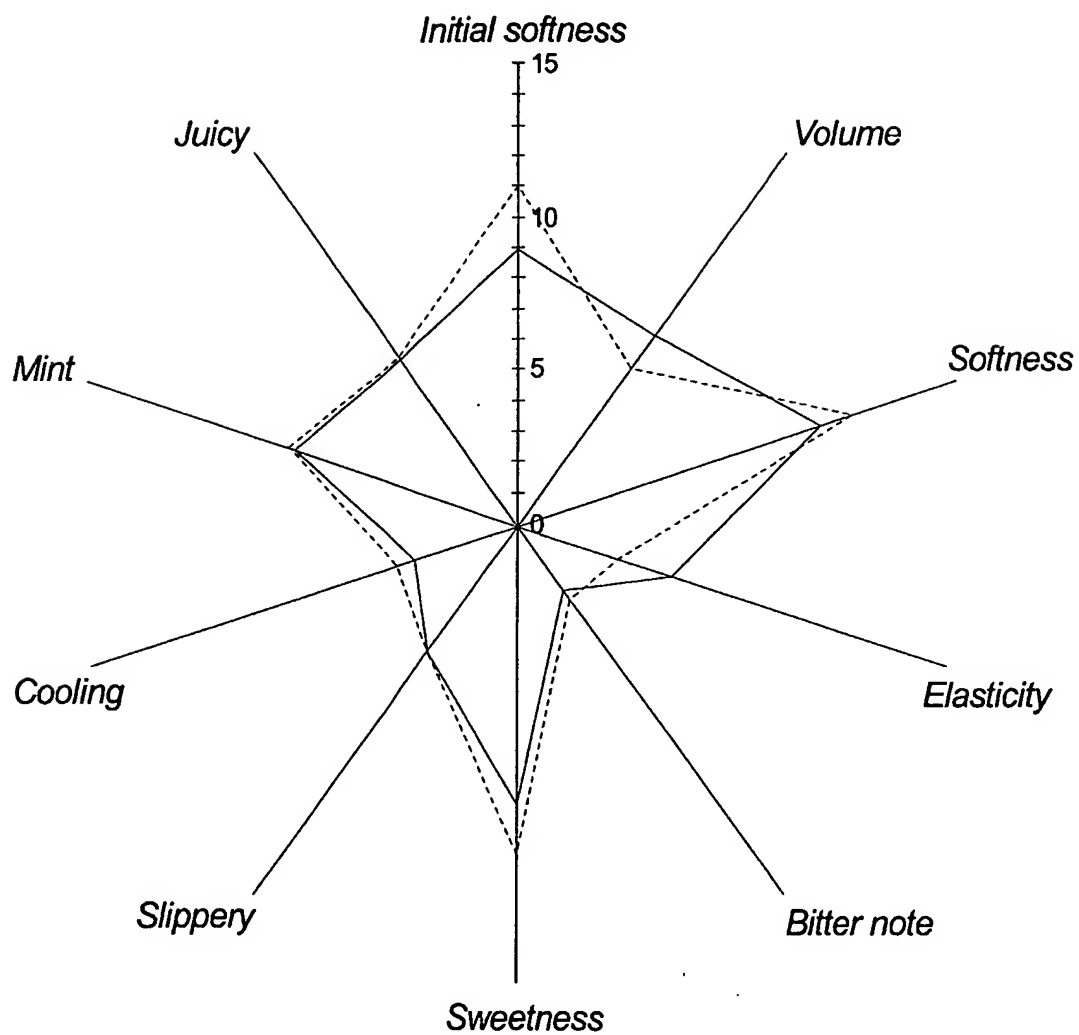 Initial softness
15
Juicy
Volume
10
Mint
5
Softness
0
Cooling
Elasticity
Slippery
Bitter note
Sweetness